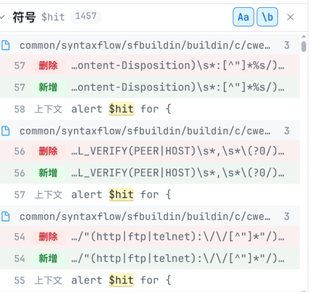 符号 $hit 1457 Aa \b ×
common/syntaxflow/sfbuildin/buildin/c/cwe… 3
57 删除 …ontent-Disposition)\s*:[^"]*%s/)…
57 新增 …ontent-Disposition)\s*:[^"]*%s/)…
58 上下文 alert $hit for {
common/syntaxflow/sfbuildin/buildin/c/cwe… 3
56 删除 …L_VERIFY(PEER|HOST)\s*,\s*\(?0/)…
56 新增 …L_VERIFY(PEER|HOST)\s*,\s*\(?0/)…
57 上下文 alert $hit for {
common/syntaxflow/sfbuildin/buildin/c/cwe… 3
54 删除 …/"(http|ftp|telnet):\/\/[^"]*"/)…
54 新增 …/"(http|ftp|telnet):\/\/[^"]*"/)…
55 上下文 alert $hit for {